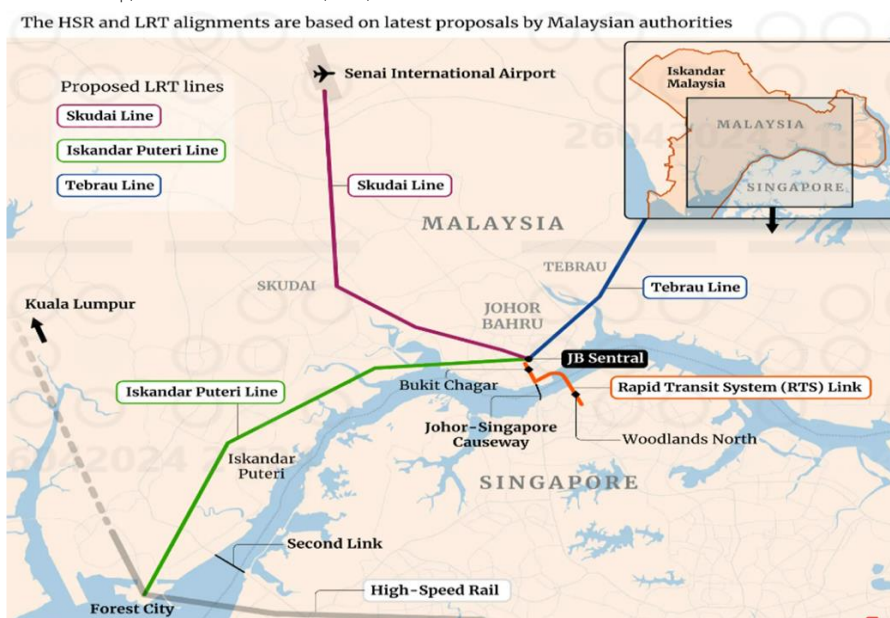 The HSR and LRT alignments are based on latest proposals by Malaysian authorities
Proposed LRT lines
Skudai Line
Iskandar Puteri Line
Tebrau Line
Senai International Airport
Iskandar
Malaysia
MALAYSIA
SINGAPORE
Skudai Line
MALAYSIA
TEBRAU
SKUDAI
Tebrau Line
Kuala Lumpur
JOHOR
BAHRU
JB Sentral
Bukit Chagar
Rapid Transit System (RTS) Link
Iskandar Puteri Line
Johor-Singapore
Causeway
Woodlands North
Iskandar
Puteri
SINGAPORE
Second Link
High-Speed Rail
Forest City